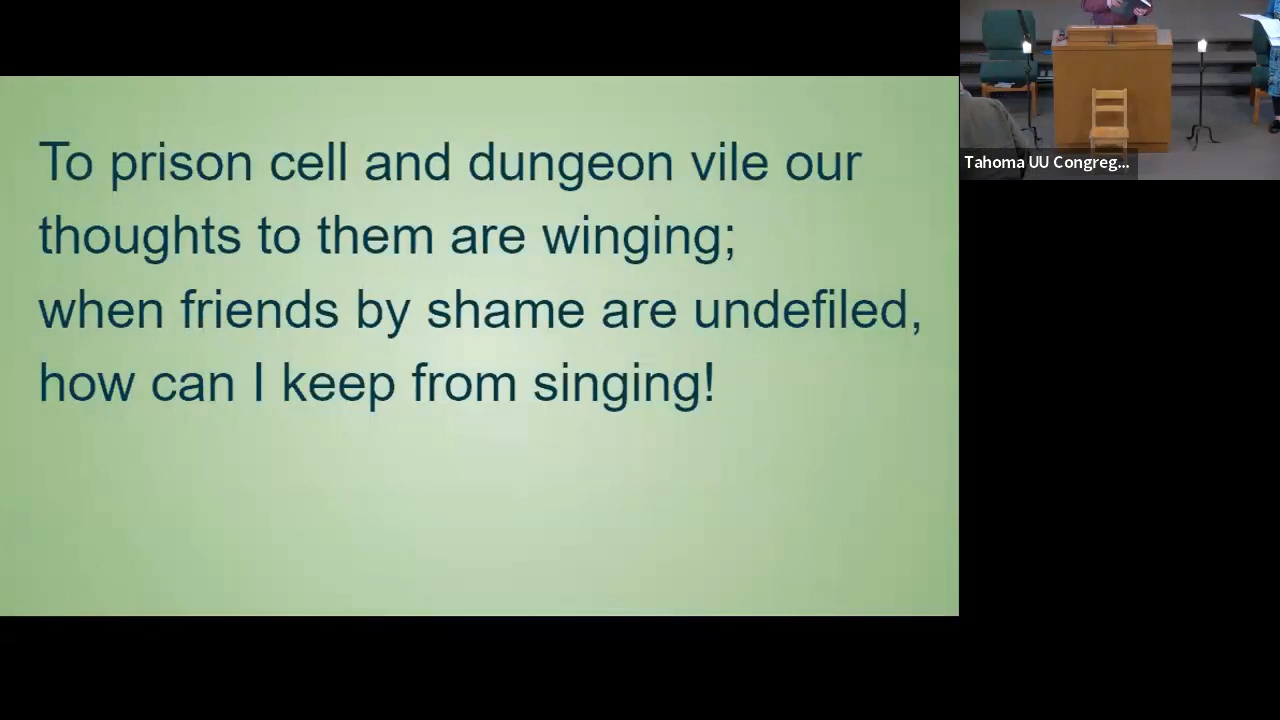 To prison cell and dungeon vile our
thoughts to them are winging;
when friends by shame are undefiled,
how can I keep from singing!
Tahoma UU Congreg...